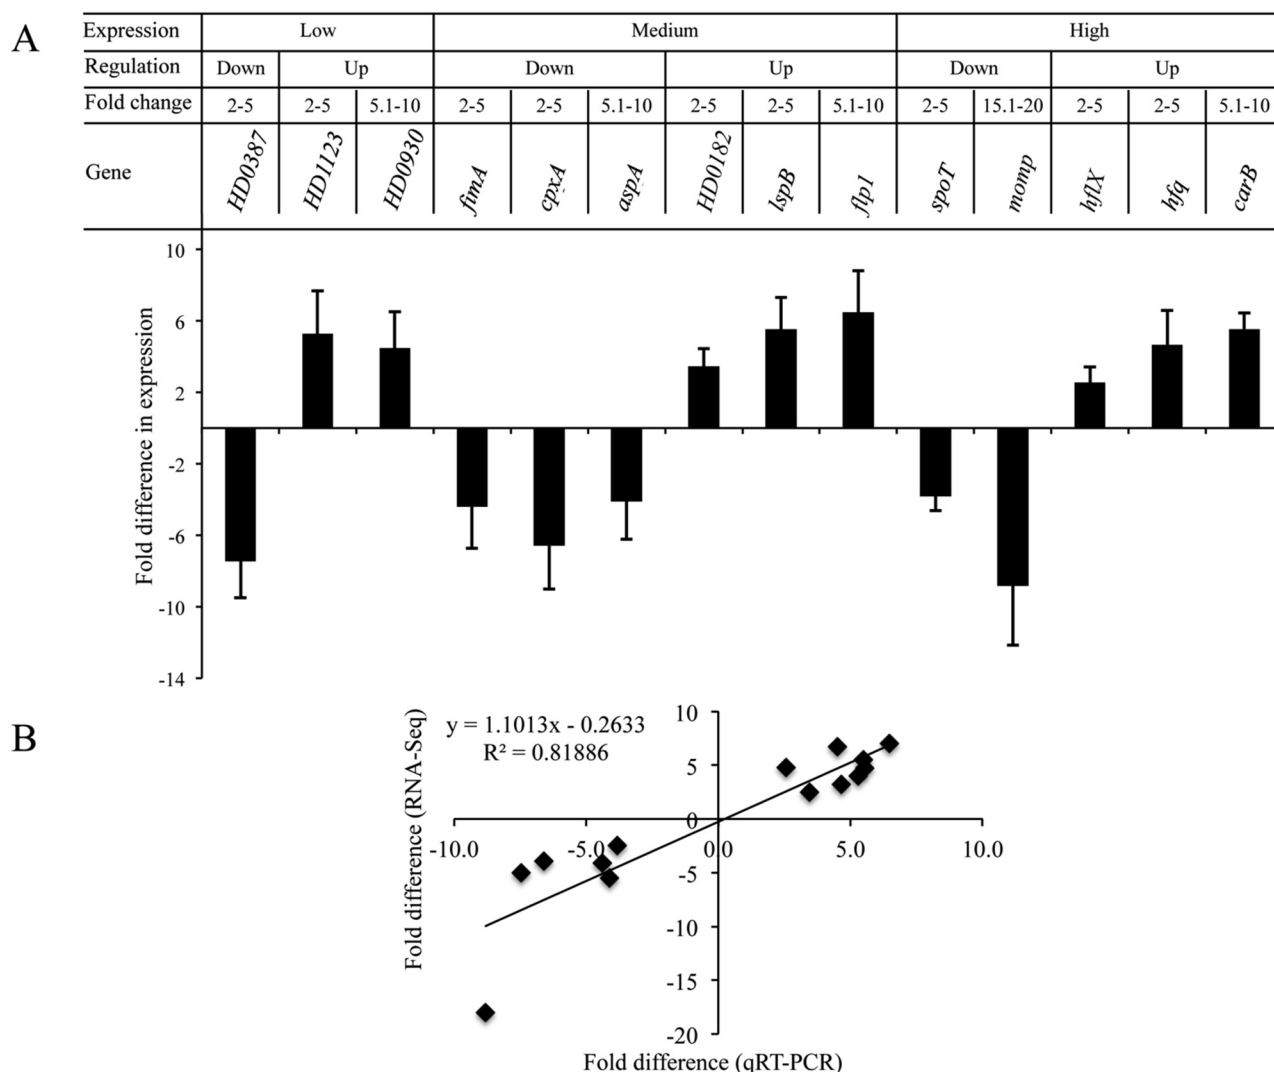 A
Expression Low Medium High
Regulation Down Up Down Up Down Up
Fold change 2-5 2-5 5.1-10 2-5 2-5 5.1-10 2-5 2-5 5.1-10 2-5 15.1-20 2-5 2-5 5.1-10
Gene HD0387 HD1123 HD0930 fimA cpxA aspA HD0182 lspB flp1 spoT momp hflX hfq carB
Fold difference in expression
10
6
2
-2
-6
-10
-14
B
y = 1.1013x - 0.2633
R² = 0.81886
Fold difference (RNA-Seq)
10
5
0
-10.0 -5.0 0.0 5.0 10.0
-5
-10
-15
-20
Fold difference (qRT-PCR)